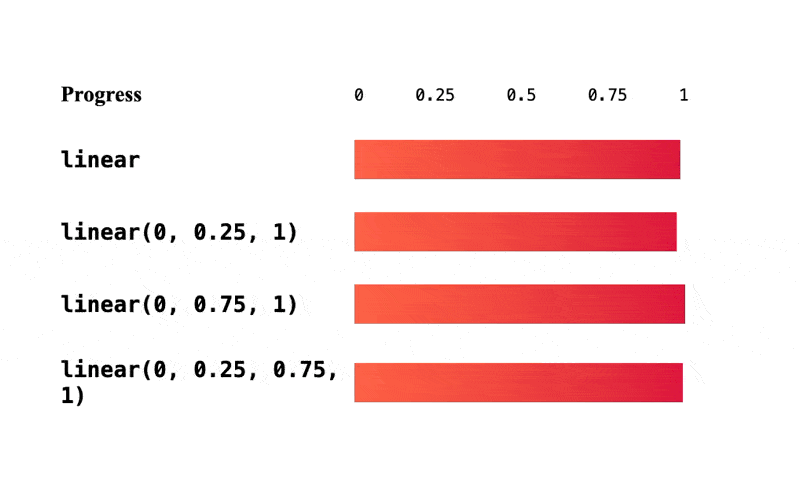 Progress 0 0.25 0.5 0.75 1
linear
linear(0, 0.25, 1)
linear(0, 0.75, 1)
linear(0, 0.25, 0.75,
1)